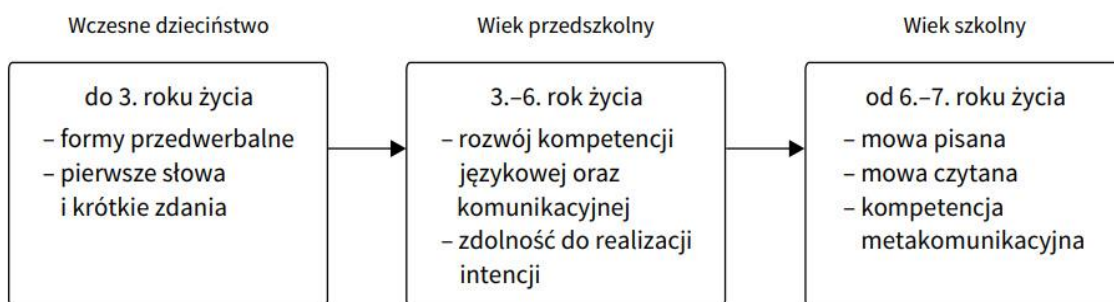 Wczesne dzieciństwo
do 3. roku życia
– formy przedwerbalne
– pierwsze słowa
i krótkie zdania
Wiek przedszkolny
3.–6. rok życia
– rozwój kompetencji
językowej oraz
komunikacyjnej
– zdolność do realizacji
intencji
Wiek szkolny
od 6.–7. roku życia
– mowa pisana
– mowa czytana
– kompetencja
metakomunikacyjna